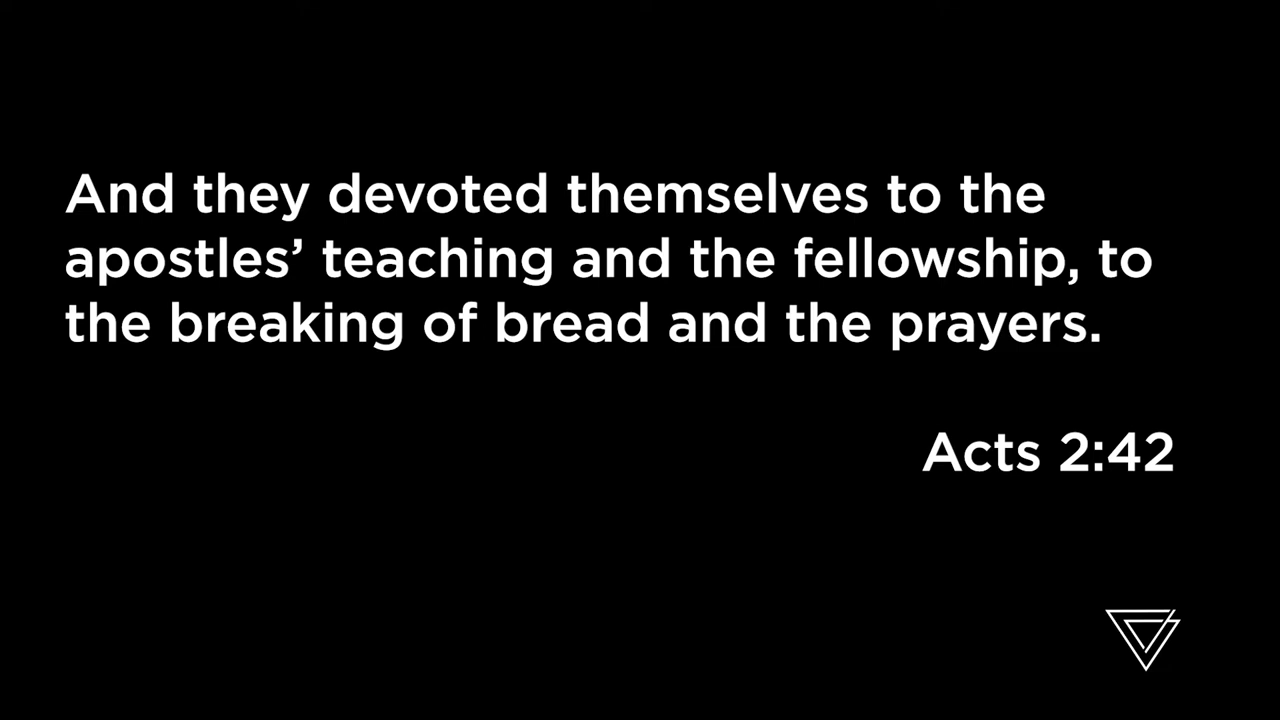 And they devoted themselves to the
apostles’ teaching and the fellowship, to
the breaking of bread and the prayers.
Acts 2:42